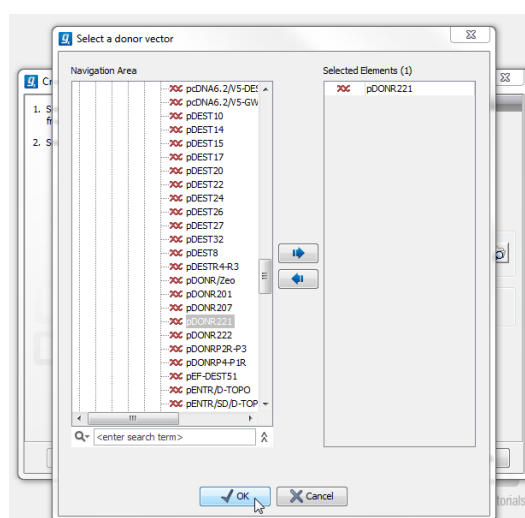 Select a donor vector
Cr
1. S
fr
2. S
Navigation Area
pcDNA6.2/V5-DES
pcDNA6.2/V5-GW
pDEST10
pDEST14
pDEST15
pDEST17
pDEST20
pDEST22
pDEST24
pDEST26
pDEST27
pDEST32
pDEST8
pDESTR4-R3
pDONR/Zeo
pDONR201
pDONR207
pDONR221
pDONR222
pDONRP2R-P3
pDONRP4-P1R
pEF-DEST51
pENTR/D-TOPO
pENTR/SD/D-TOP
<enter search term>
Selected Elements (1)
pDONR221
OK
Cancel
torials